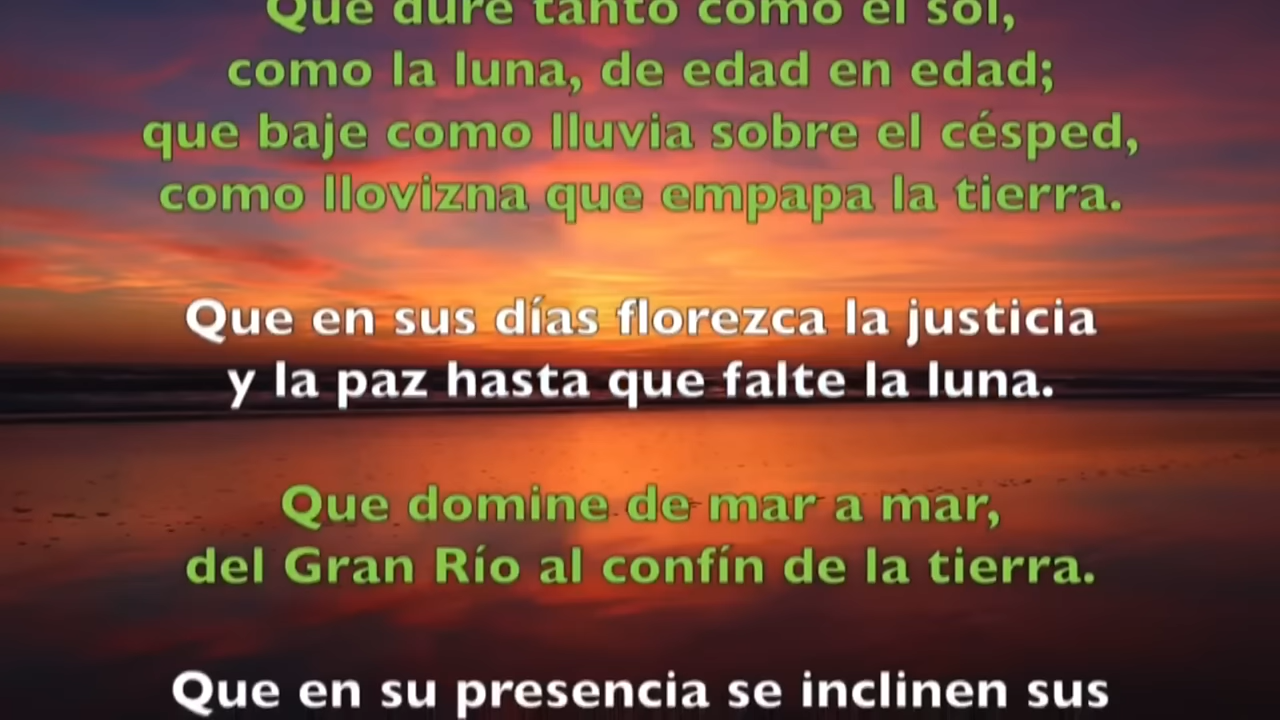 Que dure tanto como el sol,
como la luna, de edad en edad;
que baje como lluvia sobre el césped,
como llovizna que empapa la tierra.
Que en sus días florezca la justicia
y la paz hasta que falte la luna.
Que domine de mar a mar,
del Gran Río al confín de la tierra.
Que en su presencia se inclinen sus